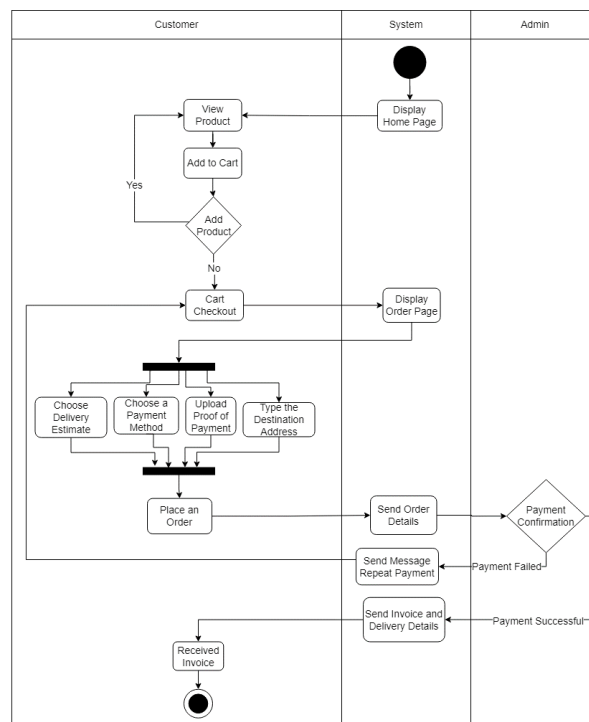 Customer
System
Admin
View
Product
Display
Home Page
Add to Cart
Yes
Add
Product
No
Cart
Checkout
Display
Order Page
Choose
Delivery
Estimate
Choose a
Payment
Method
Upload
Proof of
Payment
Type the
Destination
Address
Place an
Order
Send Order
Details
Payment
Confirmation
Send Message
Repeat Payment
Payment Failed
Send Invoice and
Delivery Details
Payment Successful
Received
Invoice